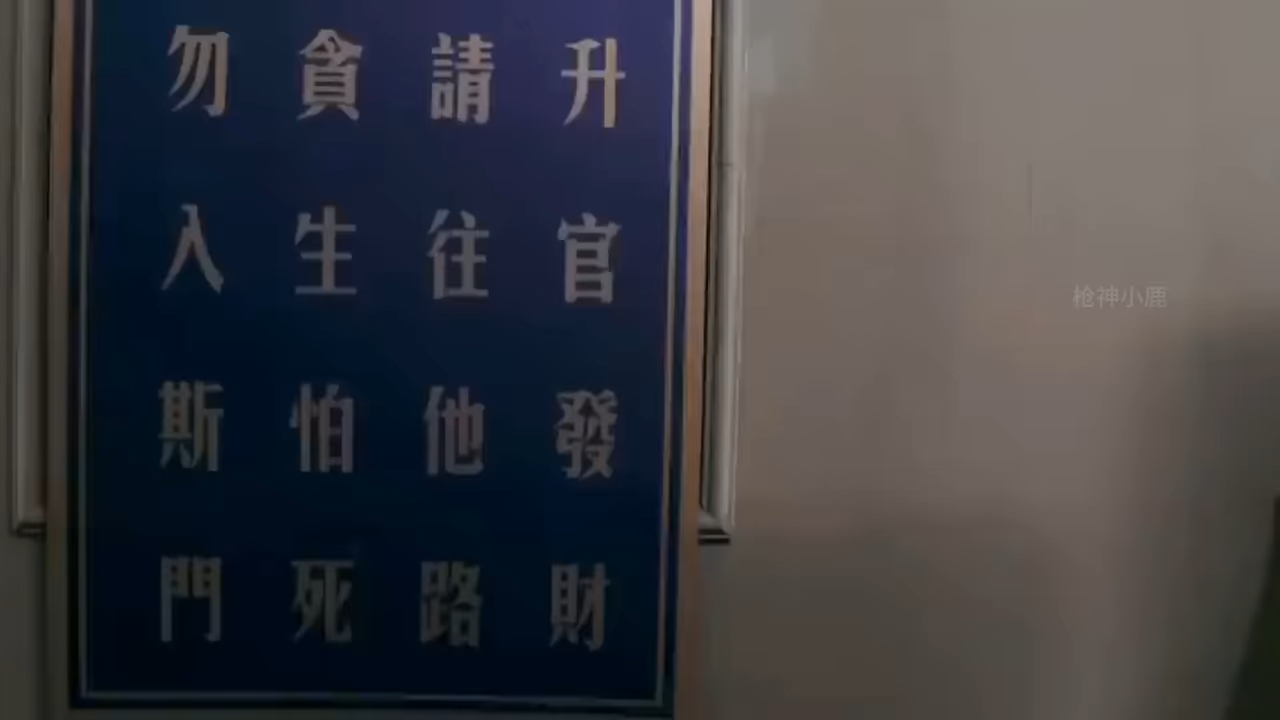 升官發財
請往他路
貪生怕死
勿入斯門
枪神小鹿